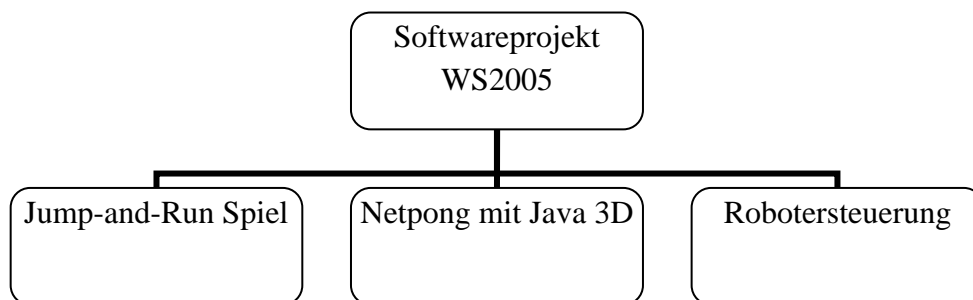 Softwareprojekt
WS2005
Jump-and-Run Spiel
Netpong mit Java 3D
Robotersteuerung